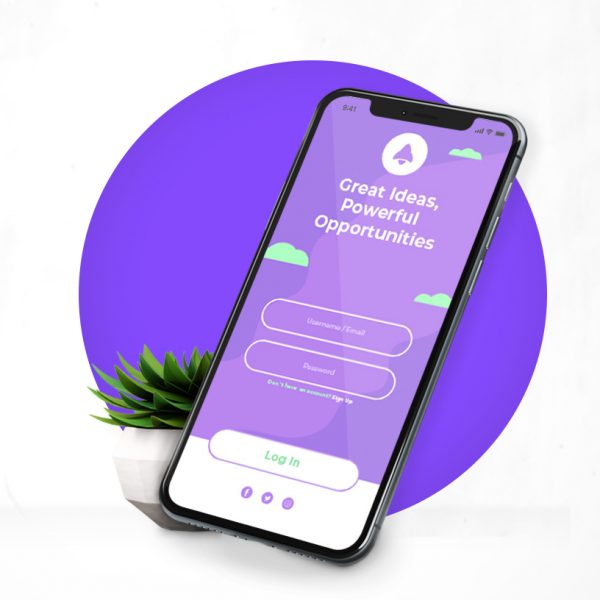 9:41
Great Ideas,
Powerful
Opportunities
Username / Email
Password
Don't have an account? Sign Up
Log In